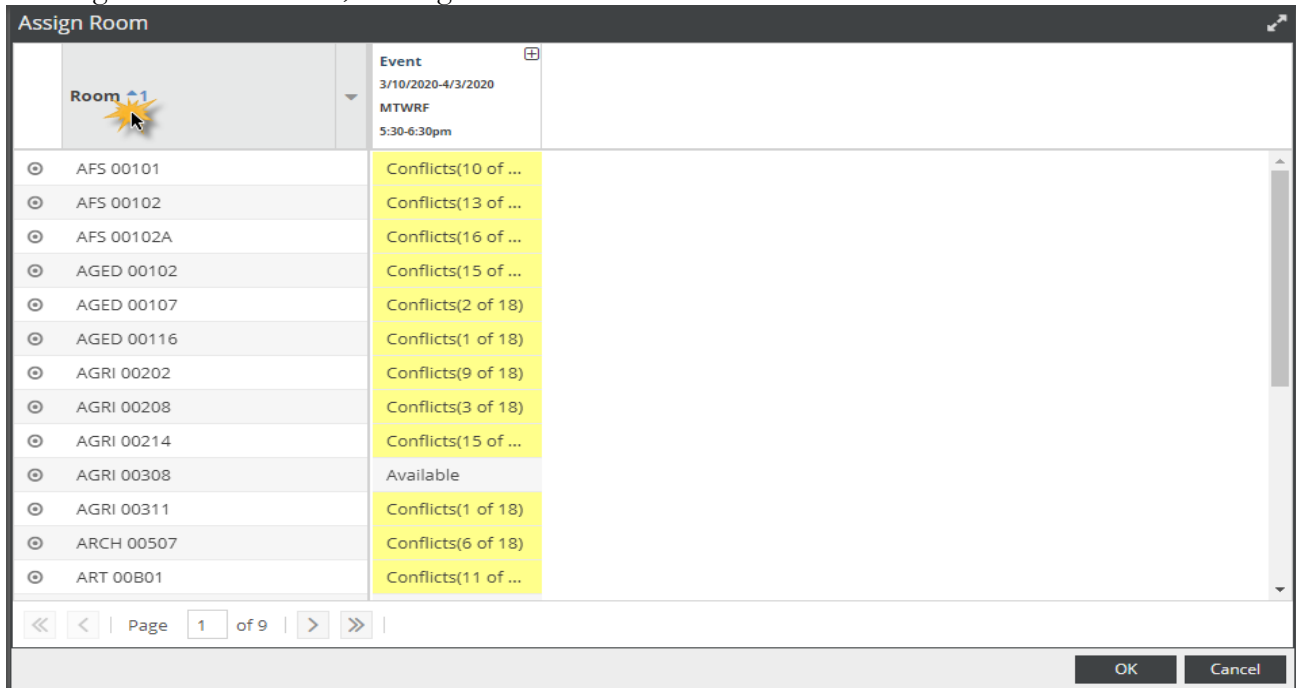 Assign Room
Room 1
Event
3/10/2020-4/3/2020
MTWRF
5:30-6:30pm
AFS 00101 Conflicts(10 of ...
AFS 00102 Conflicts(13 of ...
AFS 00102A Conflicts(16 of ...
AGED 00102 Conflicts(15 of ...
AGED 00107 Conflicts(2 of 18)
AGED 00116 Conflicts(1 of 18)
AGRI 00202 Conflicts(9 of 18)
AGRI 00208 Conflicts(3 of 18)
AGRI 00214 Conflicts(15 of ...
AGRI 00308 Available
AGRI 00311 Conflicts(1 of 18)
ARCH 00507 Conflicts(6 of 18)
ART 00B01 Conflicts(11 of ...
Page 1 of 9
OK Cancel